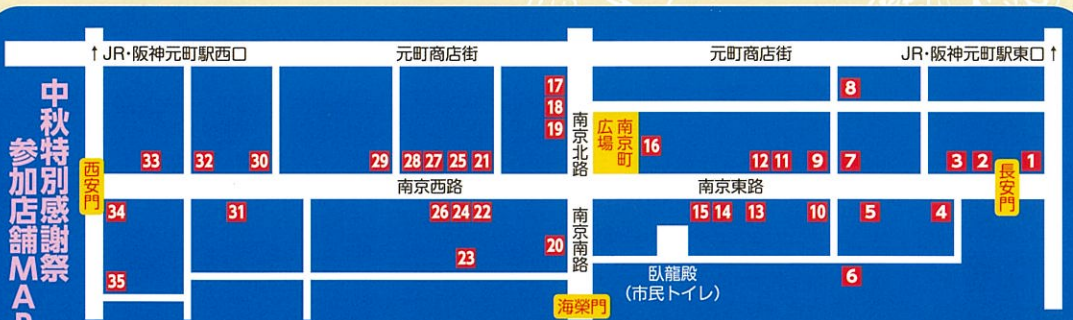 ↑JR・阪神元町駅西口
元町商店街
元町商店街
JR・阪神元町駅東口↑
中秋特別感謝祭
参加店舗MAP
17
18
19
8
南京北路
南京町
広場
16
33
32
30
29
28
27
25
21
12
11
9
7
3
2
1
西安門
南京西路
南京東路
長安門
34
31
26
24
22
15
14
13
10
5
4
南京南路
20
23
35
臥龍殿
(市民トイレ)
6
海榮門